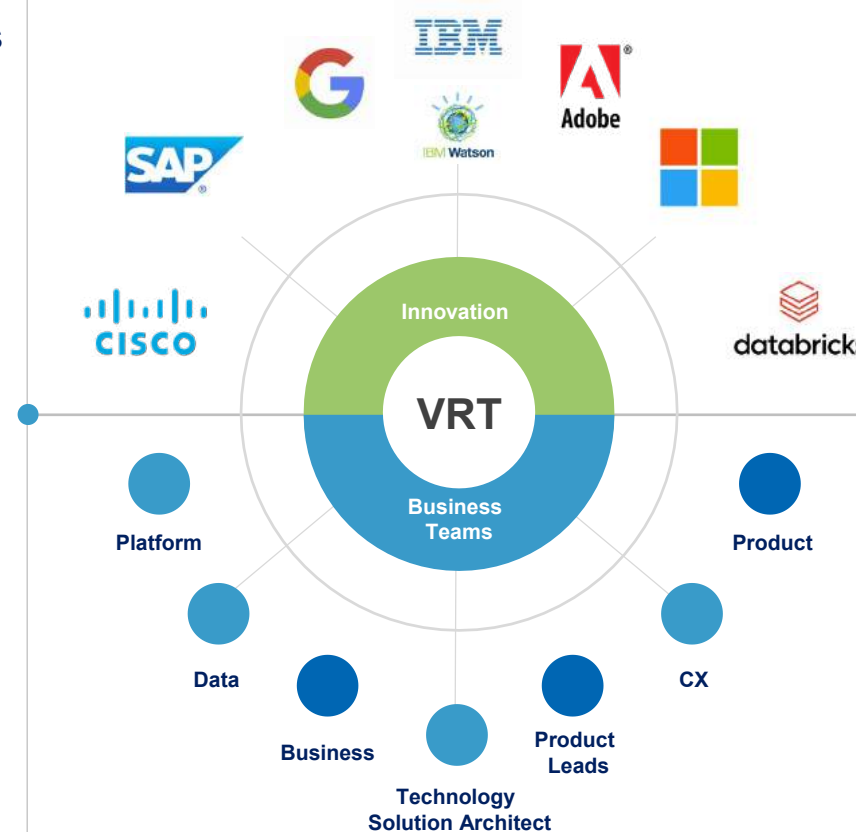 s
IBM
G
IBM Watson
Adobe
SAP
CISCO
databricks
Innovation
VRT
Business
Teams
Platform
Product
Data
CX
Business
Product
Leads
Technology
Solution Architect